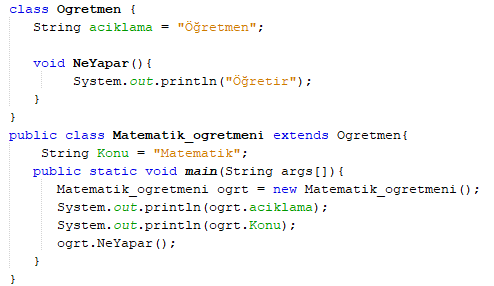 class Ogretmen {
String aciklama = "Öğretmen";
void NeYapar(){
System.out.println("Öğretir");
}
}
public class Matematik_ogretmeni extends Ogretmen{
String Konu = "Matematik";
public static void main(String args[]){
Matematik_ogretmeni ogrt = new Matematik_ogretmeni();
System.out.println(ogrt.aciklama);
System.out.println(ogrt.Konu);
ogrt.NeYapar();
}
}